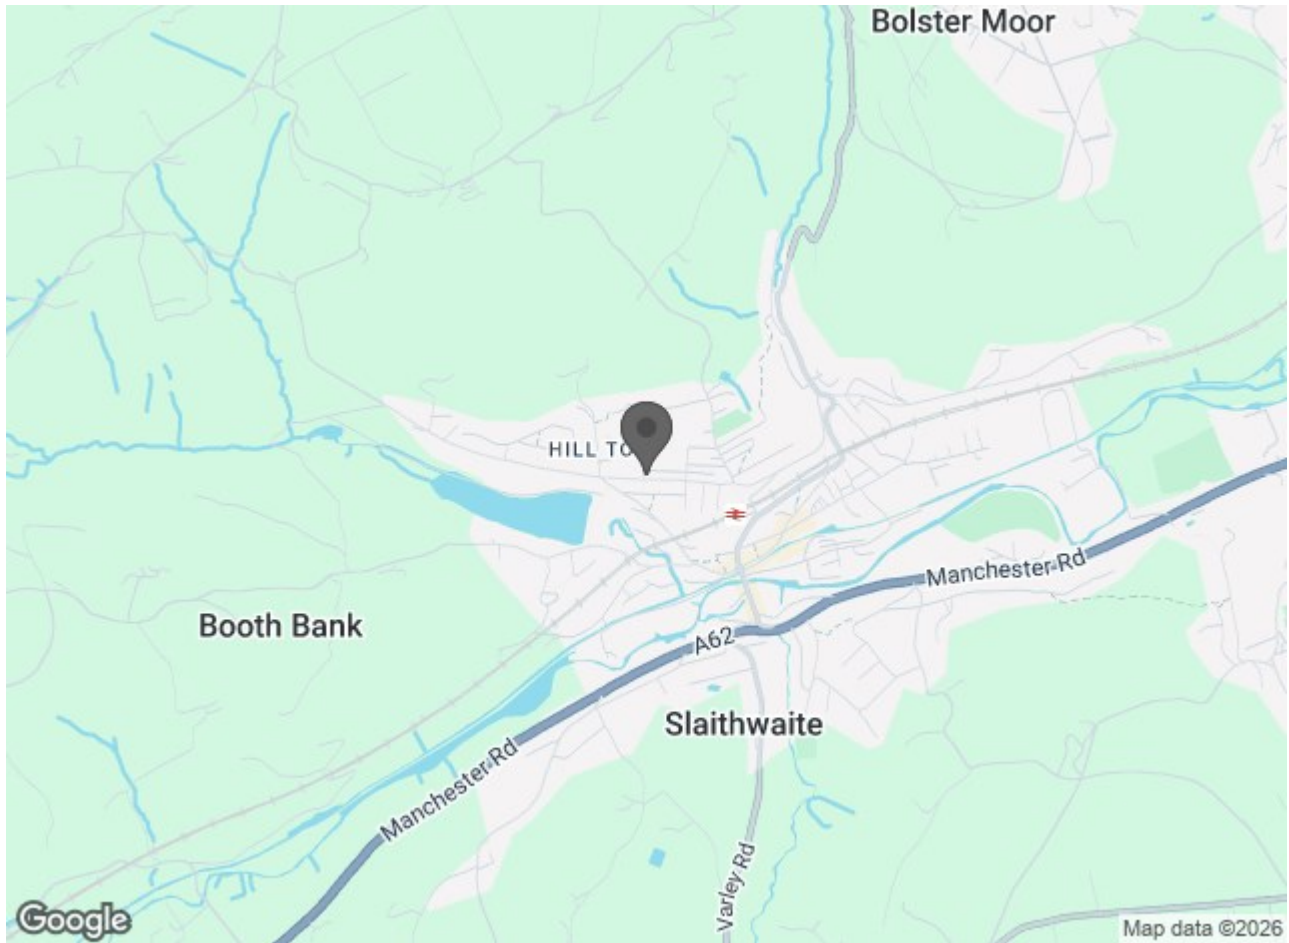 Bolster Moor
HILL TO
Manchester Rd
Booth Bank
A62
Slaithwaite
Manchester Rd
Varley Rd
Google
Map data ©2026